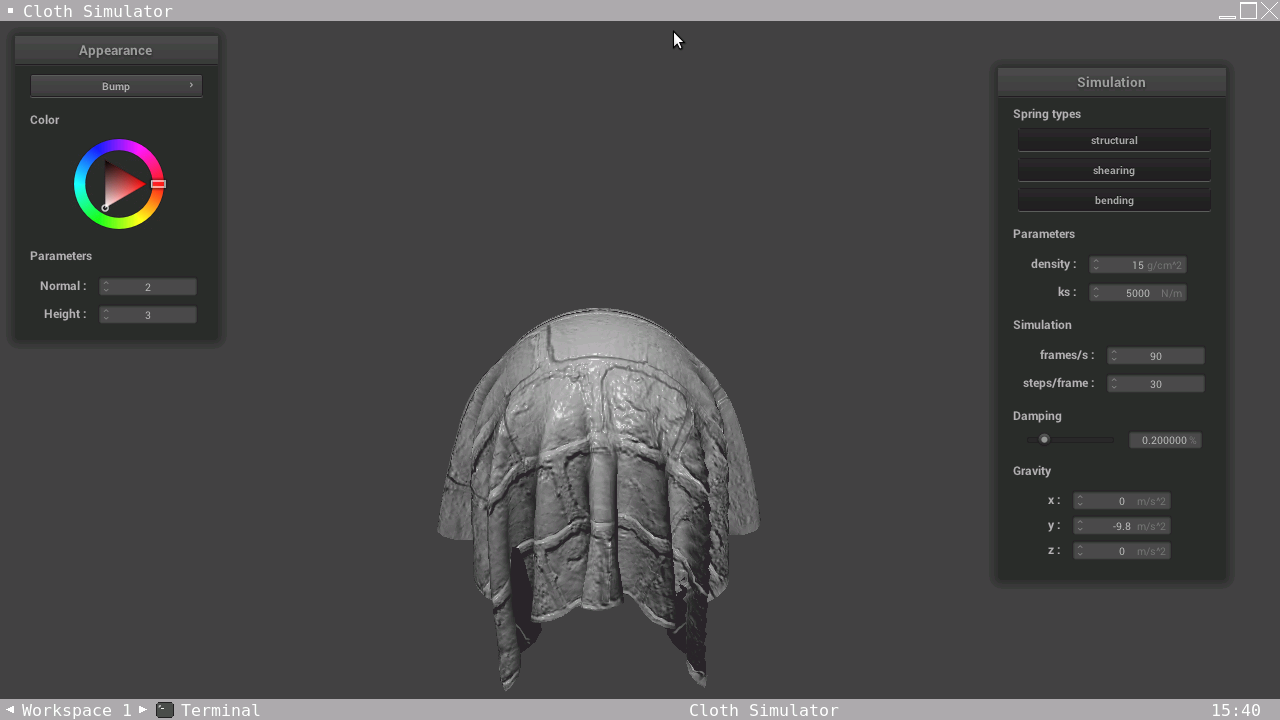 Cloth Simulator
Appearance
Bump
Color
Parameters
Normal : 2
Height : 3
Simulation
Spring types
structural
shearing
bending
Parameters
density : 15 g/cm^2
ks : 5000 N/m
Simulation
frames/s : 90
steps/frame : 30
Damping
0.200000 %
Gravity
x : 0 m/s^2
y : -9.8 m/s^2
z : 0 m/s^2
Workspace 1 Terminal Cloth Simulator 15:40